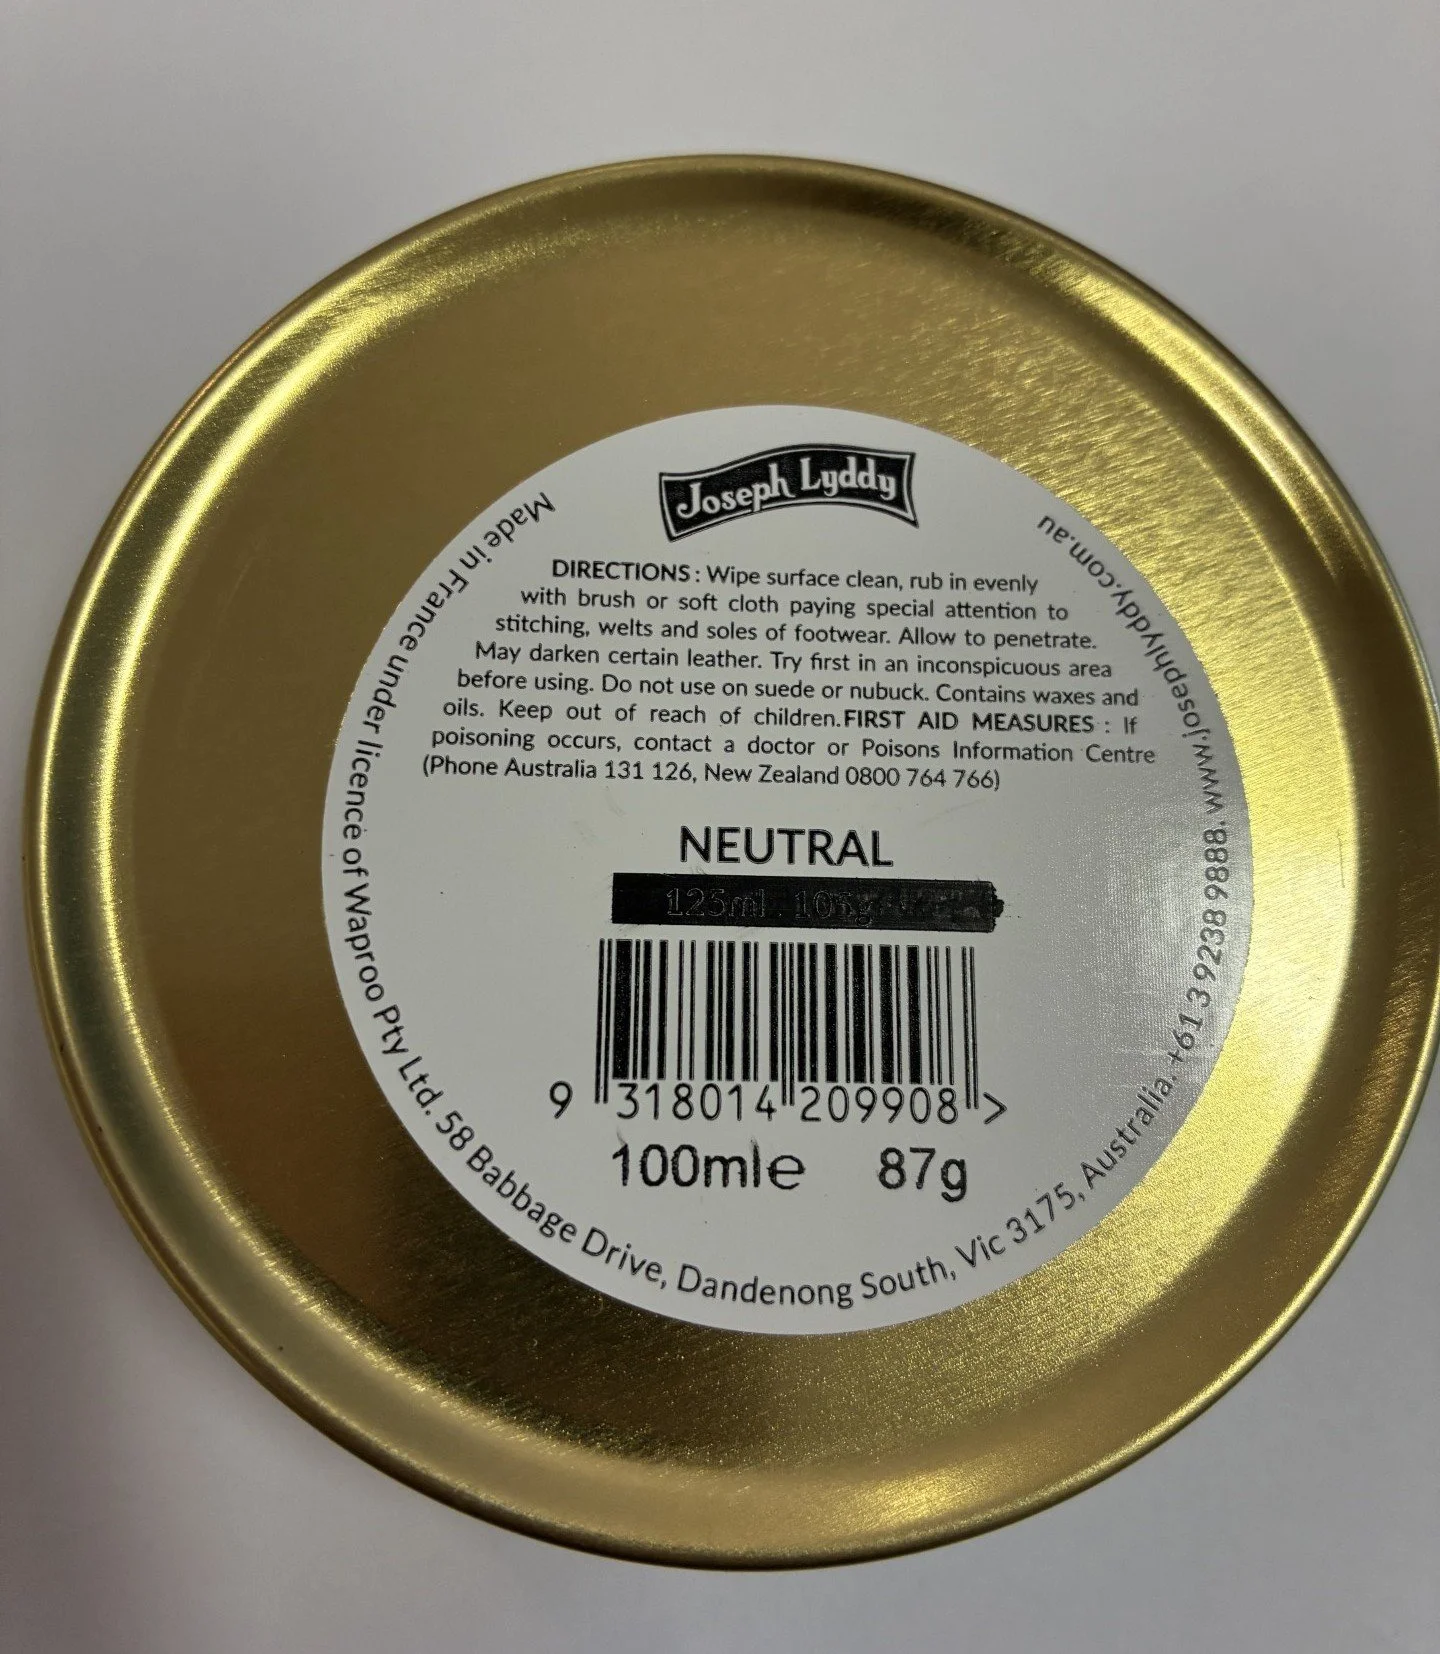 Joseph Lyddy
DIRECTIONS : Wipe surface clean, rub in evenly
with brush or soft cloth paying special attention to
stitching, welts and soles of footwear. Allow to penetrate.
May darken certain leather. Try first in an inconspicuous area
before using. Do not use on suede or nubuck. Contains waxes and
oils. Keep out of reach of children.FIRST AID MEASURES : If
poisoning occurs, contact a doctor or Poisons Information Centre
(Phone Australia 131 126, New Zealand 0800 764 766)
NEUTRAL
125ml
9 318014 209908 >
100mle 87g
Made in France under licence of Waproo Pty Ltd. 58 Babbage Drive, Dandenong South, Vic 3175, Australia. +61 3 9238 9888. www.josephlyddy.com.au